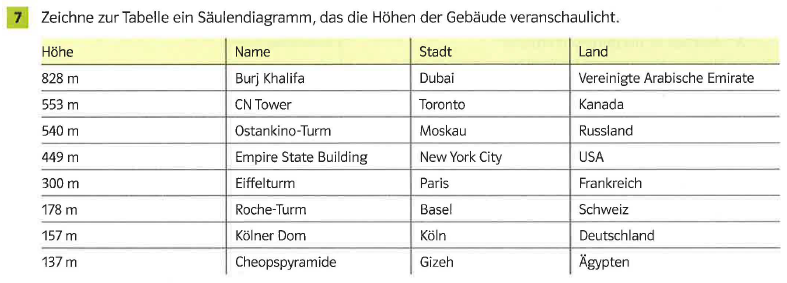 7 Zeichne zur Tabelle ein Säulendiagramm, das die Höhen der Gebäude veranschaulicht.
Höhe Name Stadt Land
828 m Burj Khalifa Dubai Vereinigte Arabische Emirate
553 m CN Tower Toronto Kanada
540 m Ostankino-Turm Moskau Russland
449 m Empire State Building New York City USA
300 m Eiffelturm Paris Frankreich
178 m Roche-Turm Basel Schweiz
157 m Kölner Dom Köln Deutschland
137 m Cheopspyramide Gizeh Ägypten